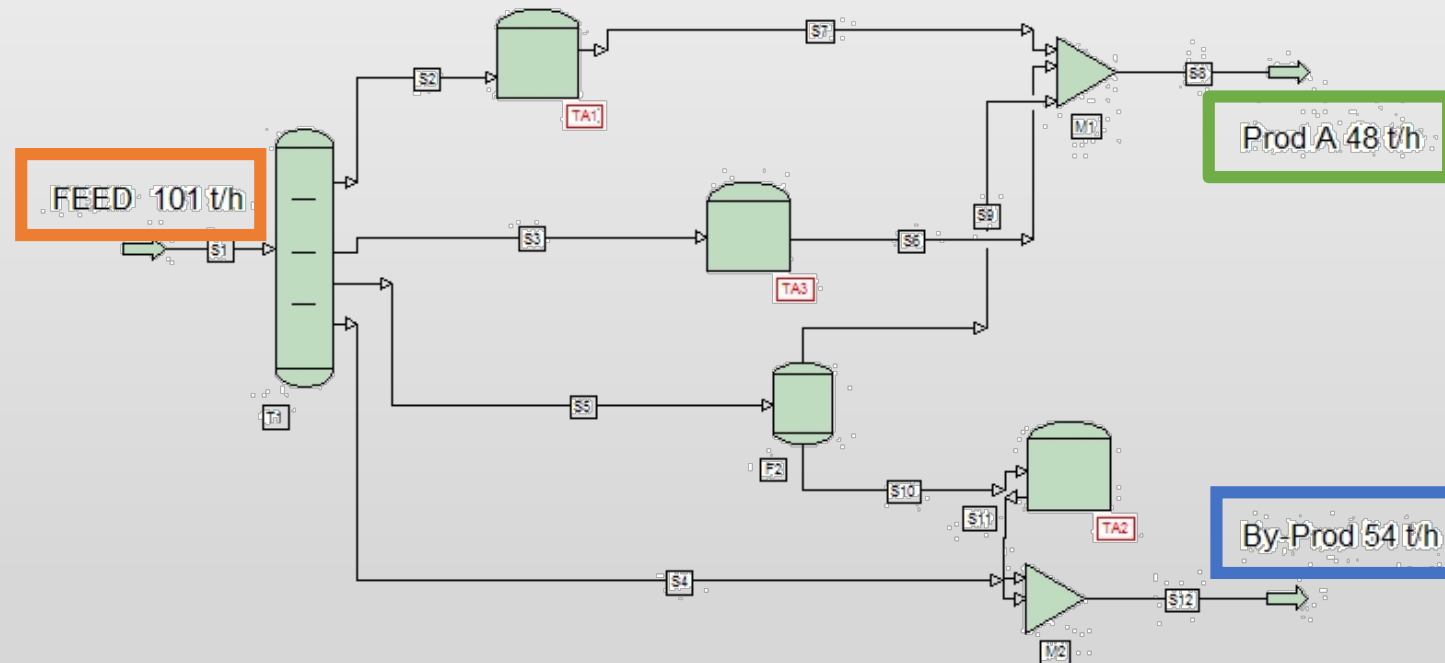 S7
S2
S8
TA1
M1
Prod A 48 t/h
FEED 101 t/h
S1
S3
S9
S6
TA3
S5
T1
F2
S10
S11
TA2
By-Prod 54 t/h
S4
S12
M2